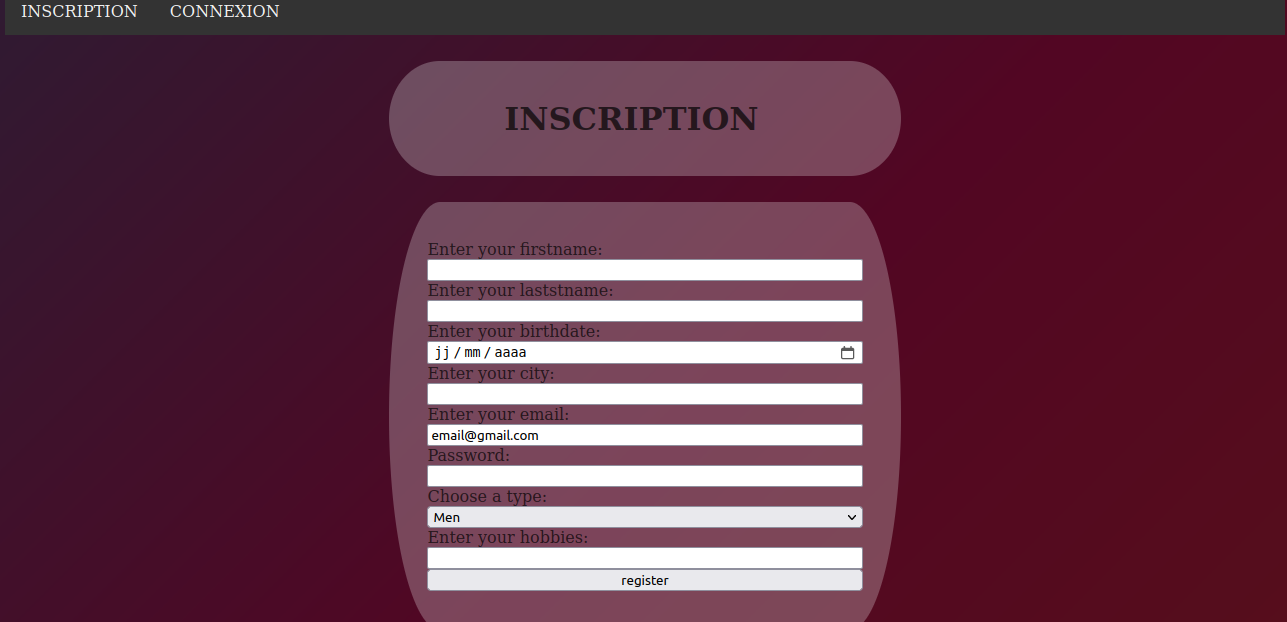 INSCRIPTION CONNEXION
INSCRIPTION
Enter your firstname:
Enter your laststname:
Enter your birthdate:
jj / mm / aaaa
Enter your city:
Enter your email:
email@gmail.com
Password:
Choose a type:
Men
Enter your hobbies:
register